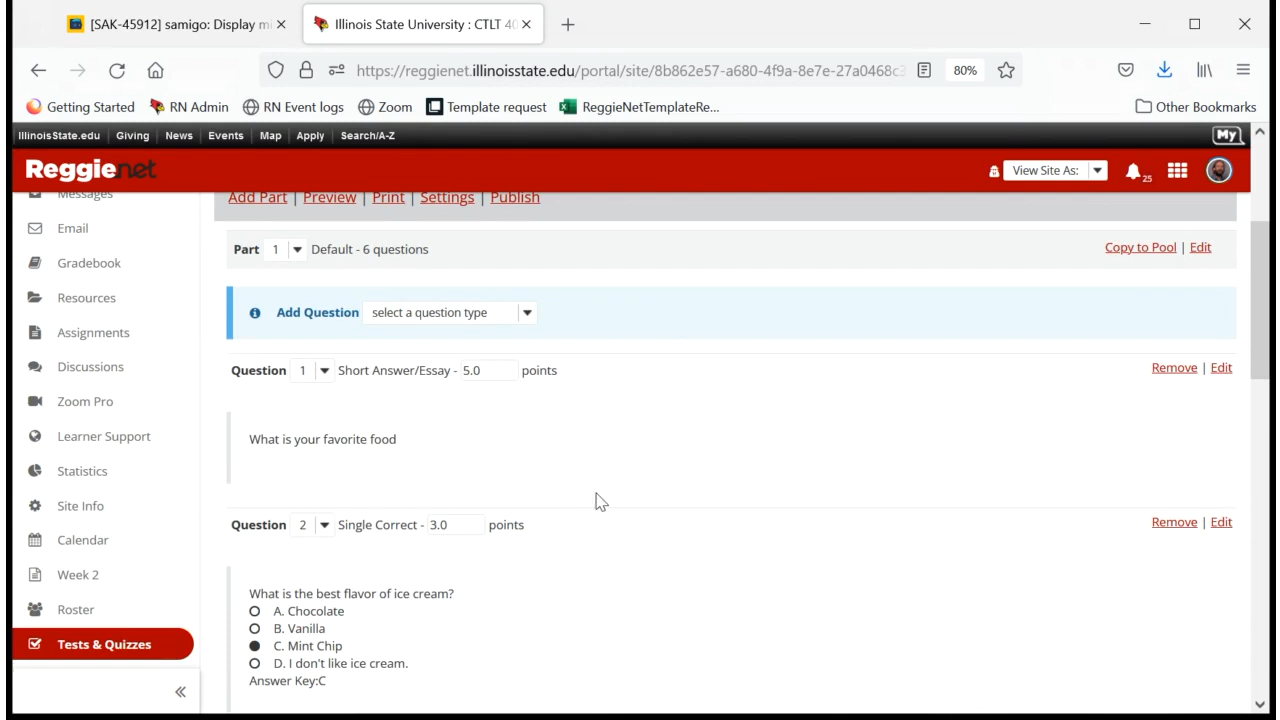 [SAK-45912] samigo: Display mi
Illinois State University : CTLT 40
https://reggienet.illinoisstate.edu/portal/site/8b862e57-a680-4f9a-8e7e-27a0468c
80%
Getting Started RN Admin RN Event logs Zoom Template request ReggieNetTemplateRe... Other Bookmarks
IllinoisState.edu Giving News Events Map Apply Search/A-Z My
Reggienet View Site As: 25
Messages
Add Part | Preview | Print | Settings | Publish
Email
Part 1 Default - 6 questions Copy to Pool | Edit
Gradebook
Resources
Add Question select a question type
Assignments
Discussions
Question 1 Short Answer/Essay - 5.0 points Remove | Edit
Zoom Pro
Learner Support
What is your favorite food
Statistics
Site Info
Question 2 Single Correct - 3.0 points Remove | Edit
Calendar
Week 2
What is the best flavor of ice cream?
Roster
A. Chocolate
B. Vanilla
Tests & Quizzes
C. Mint Chip
D. I don't like ice cream.
Answer Key:C